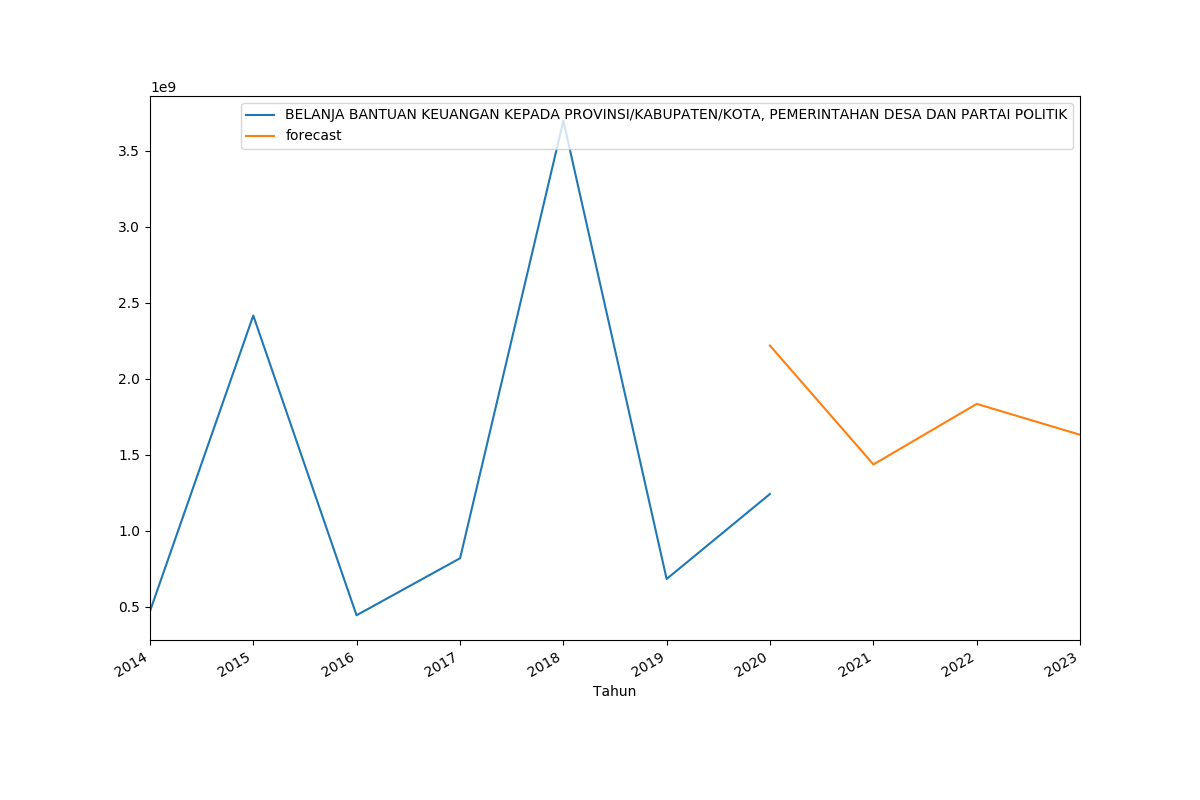 1e9
BELANJA BANTUAN KEUANGAN KEPADA PROVINSI/KABUPATEN/KOTA, PEMERINTAHAN DESA DAN PARTAI POLITIK
forecast
3.5
3.0
2.5
2.0
1.5
1.0
0.5
2014 2015 2016 2017 2018 2019 2020 2021 2022 2023
Tahun